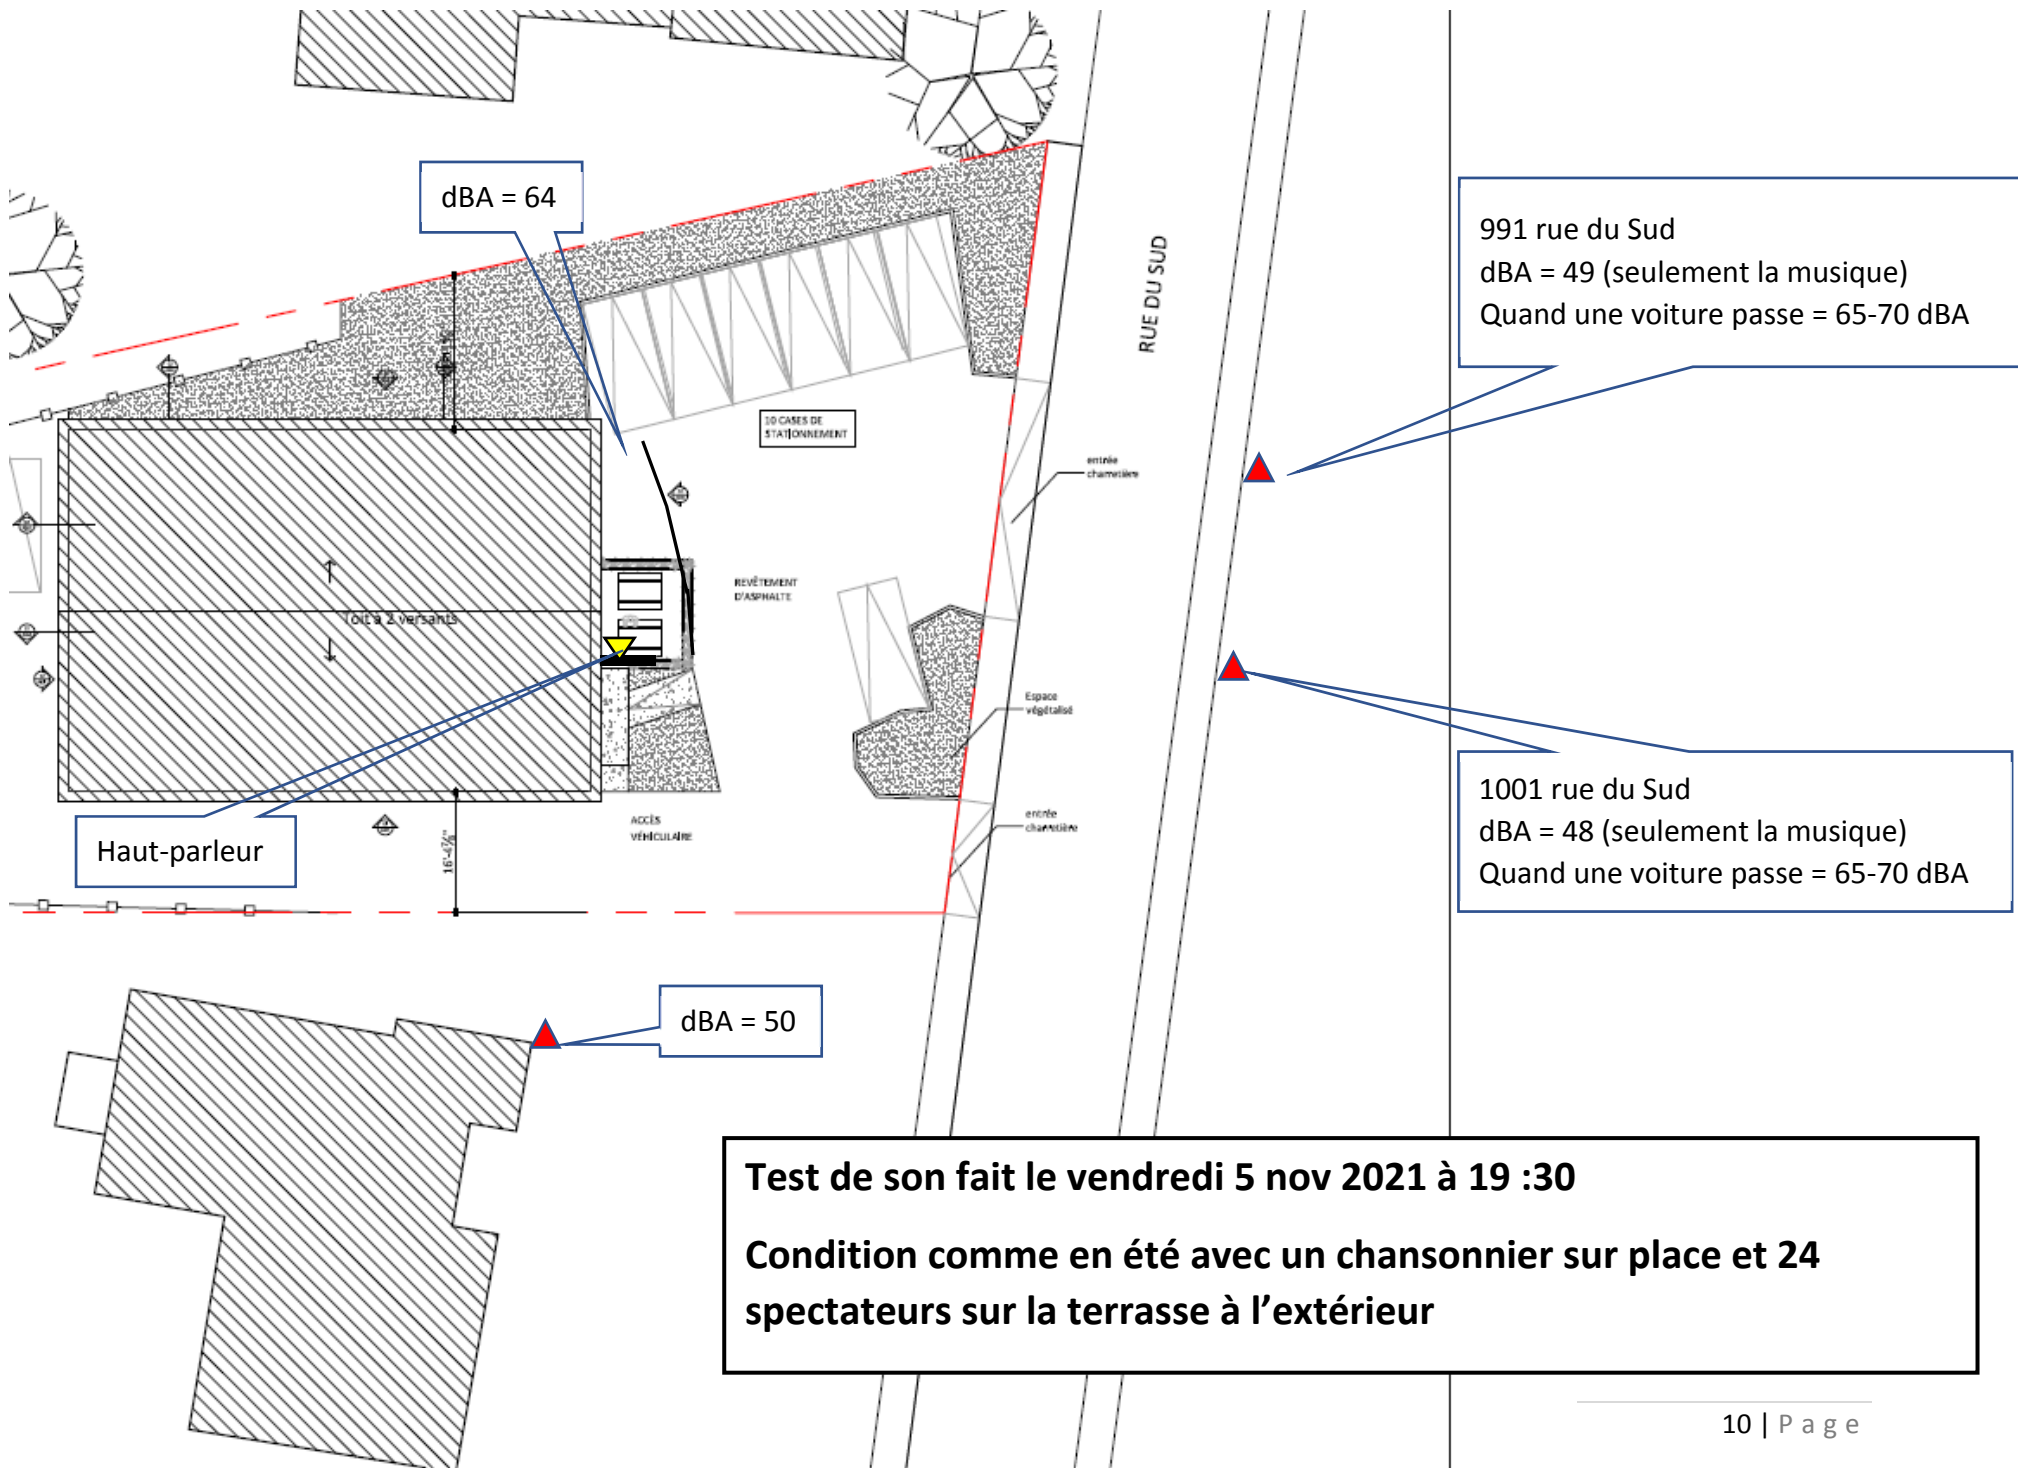 dBA = 64
991 rue du Sud
dBA = 49 (seulement la musique)
Quand une voiture passe = 65-70 dBA
RUE DU SUD
10 CASES DE
STATIONNEMENT
entrée
charretière
REVÊTEMENT
D'ASPHALTE
Toit à 2 versants
Espace
végétalisé
1001 rue du Sud
dBA = 48 (seulement la musique)
Quand une voiture passe = 65-70 dBA
entrée
charretière
ACCÈS
VÉHICULAIRE
Haut-parleur
dBA = 50
Test de son fait le vendredi 5 nov 2021 à 19 :30
Condition comme en été avec un chansonnier sur place et 24
spectateurs sur la terrasse à l’extérieur
10 | P a g e